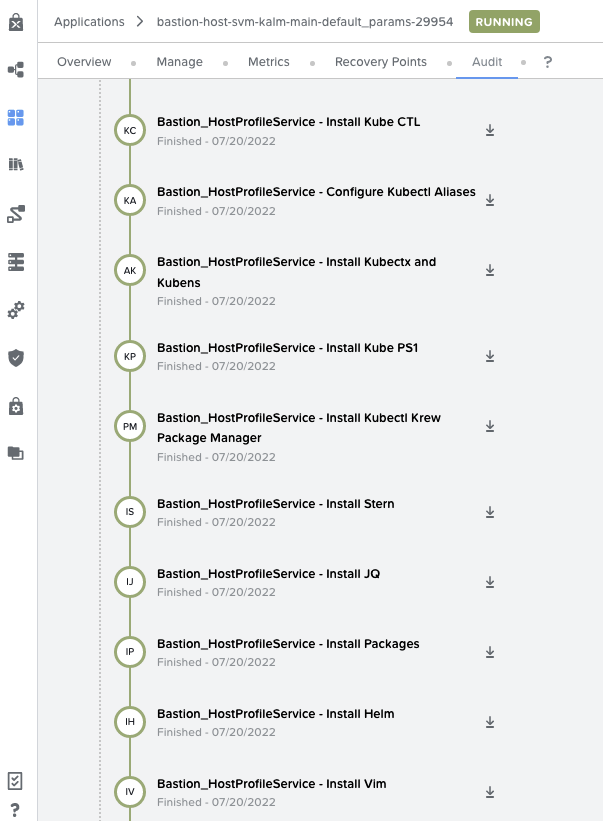 Applications > bastion-host-svm-kalm-main-default_params-29954 RUNNING
Overview Manage Metrics Recovery Points Audit ?
KC Bastion_HostProfileService - Install Kube CTL
Finished - 07/20/2022
KA Bastion_HostProfileService - Configure Kubectl Aliases
Finished - 07/20/2022
AK Bastion_HostProfileService - Install Kubectx and
Kubens
Finished - 07/20/2022
KP Bastion_HostProfileService - Install Kube PS1
Finished - 07/20/2022
PM Bastion_HostProfileService - Install Kubectl Krew
Package Manager
Finished - 07/20/2022
IS Bastion_HostProfileService - Install Stern
Finished - 07/20/2022
IJ Bastion_HostProfileService - Install JQ
Finished - 07/20/2022
IP Bastion_HostProfileService - Install Packages
Finished - 07/20/2022
IH Bastion_HostProfileService - Install Helm
Finished - 07/20/2022
IV Bastion_HostProfileService - Install Vim
Finished - 07/20/2022
?